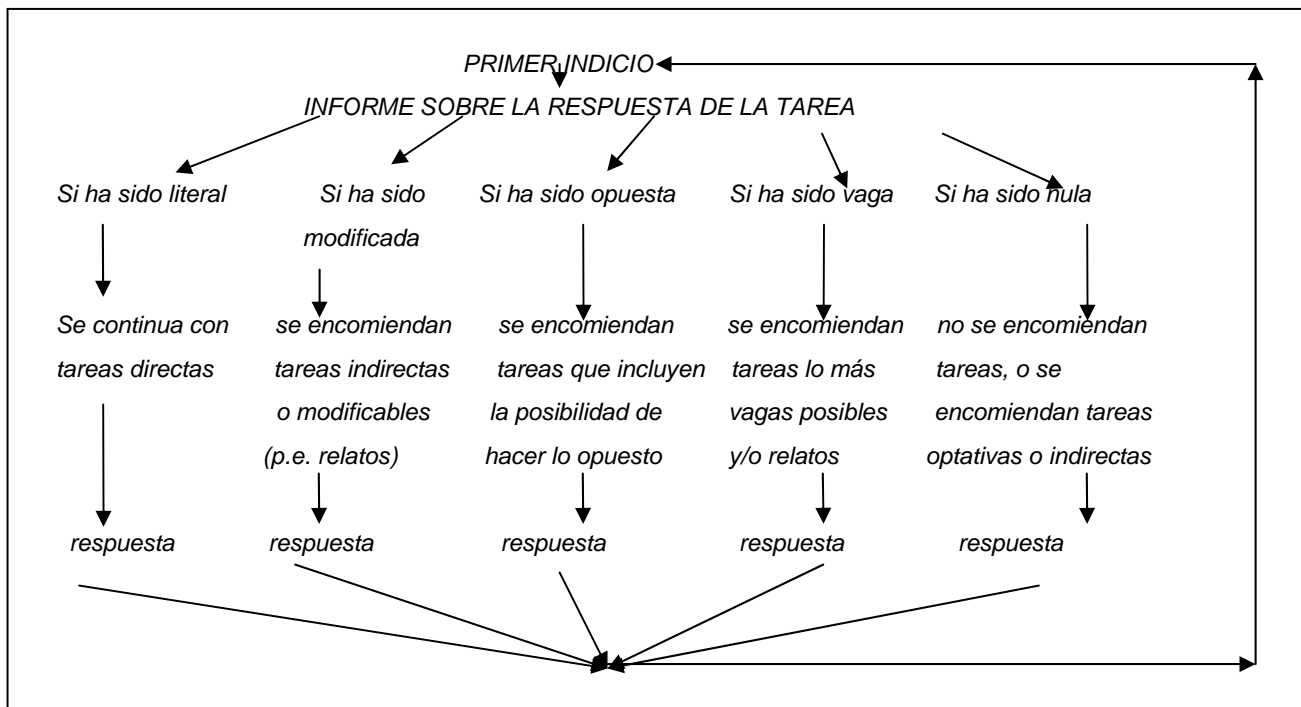 PRIMER INDICIO
INFORME SOBRE LA RESPUESTA DE LA TAREA
Si ha sido literal
Si ha sido
modificada
Si ha sido opuesta
Si ha sido vaga
Si ha sido nula
Se continua con
tareas directas
se encomiendan
tareas indirectas
o modificables
(p.e. relatos)
se encomiendan
tareas que incluyen
la posibilidad de
hacer lo opuesto
se encomiendan
tareas lo más
vagas posibles
y/o relatos
no se encomiendan
tareas, o se
encomiendan tareas
optativas o indirectas
respuesta
respuesta
respuesta
respuesta
respuesta